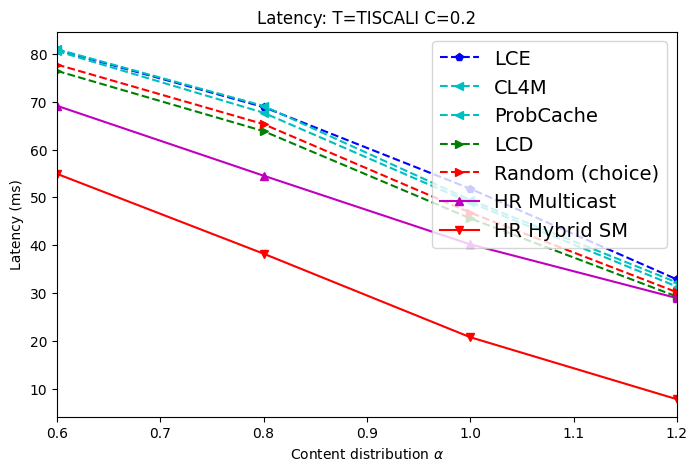 Latency: T=TISCALI C=0.2
80
70
60
50
40
30
20
10
Latency (ms)
LCE
CL4M
ProbCache
LCD
Random (choice)
HR Multicast
HR Hybrid SM
0.6 0.7 0.8 0.9 1.0 1.1 1.2
Content distribution α